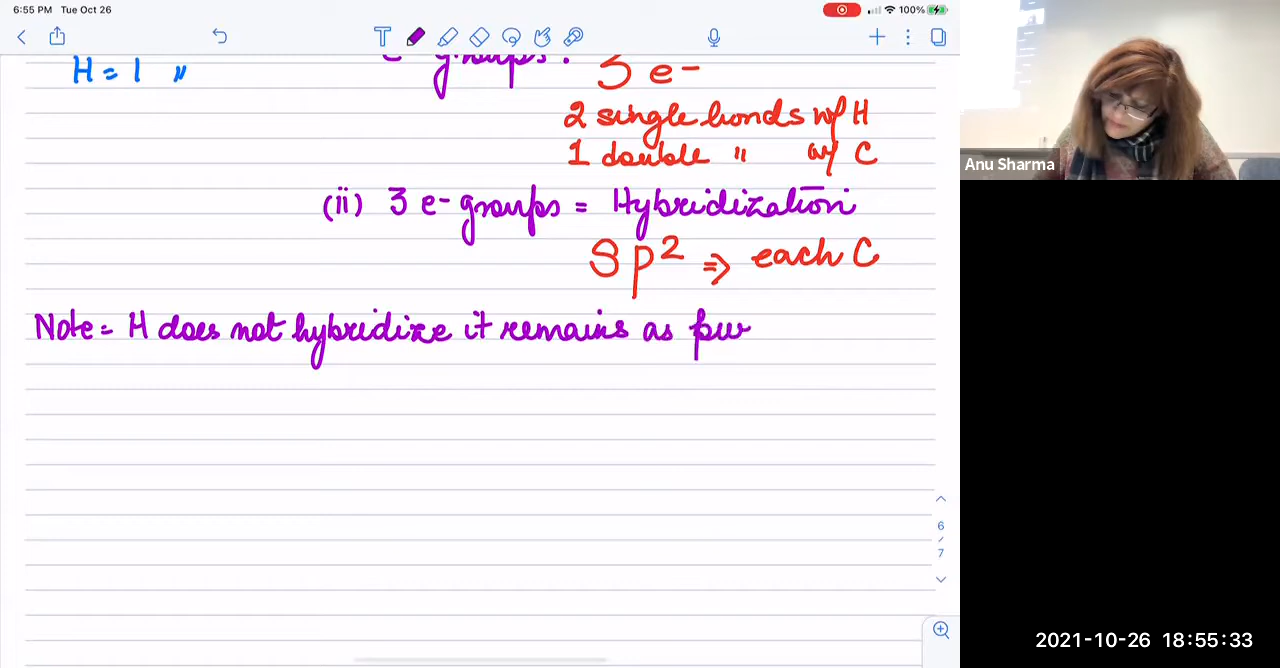 6:55 PM Tue Oct 26
100%
H = 1 "
e- groups : 3 e-
2 single bonds w/ H
1 double " w/ C
(ii) 3 e- groups = Hybridization
Sp² ⇒ each C
Note = H does not hybridize it remains as pur
Anu Sharma
6
7
2021-10-26 18:55:33